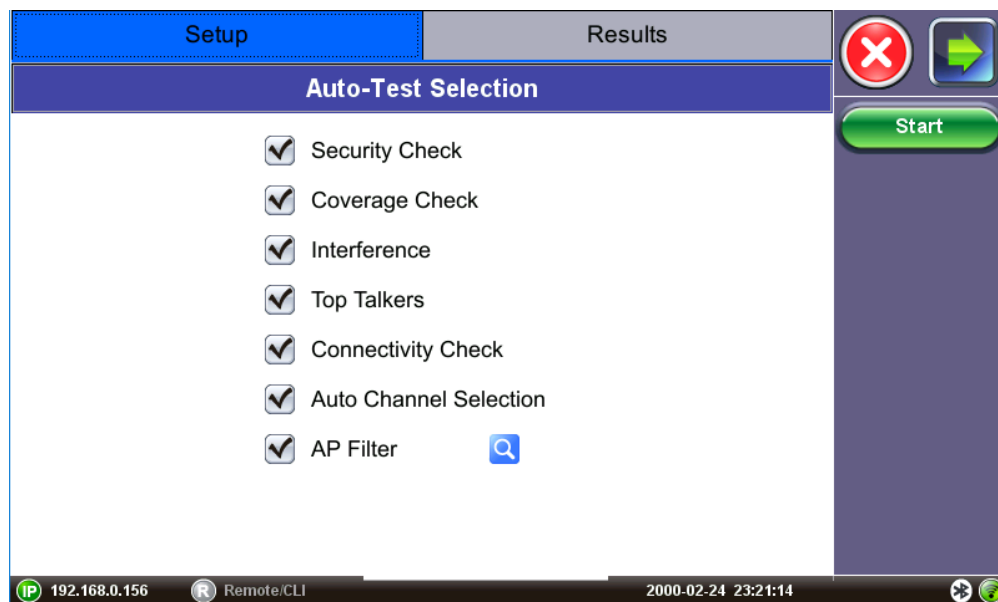 Setup
Results
Auto-Test Selection
Start
Security Check
Coverage Check
Interference
Top Talkers
Connectivity Check
Auto Channel Selection
AP Filter
IP 192.168.0.156 R Remote/CLI 2000-02-24 23:21:14